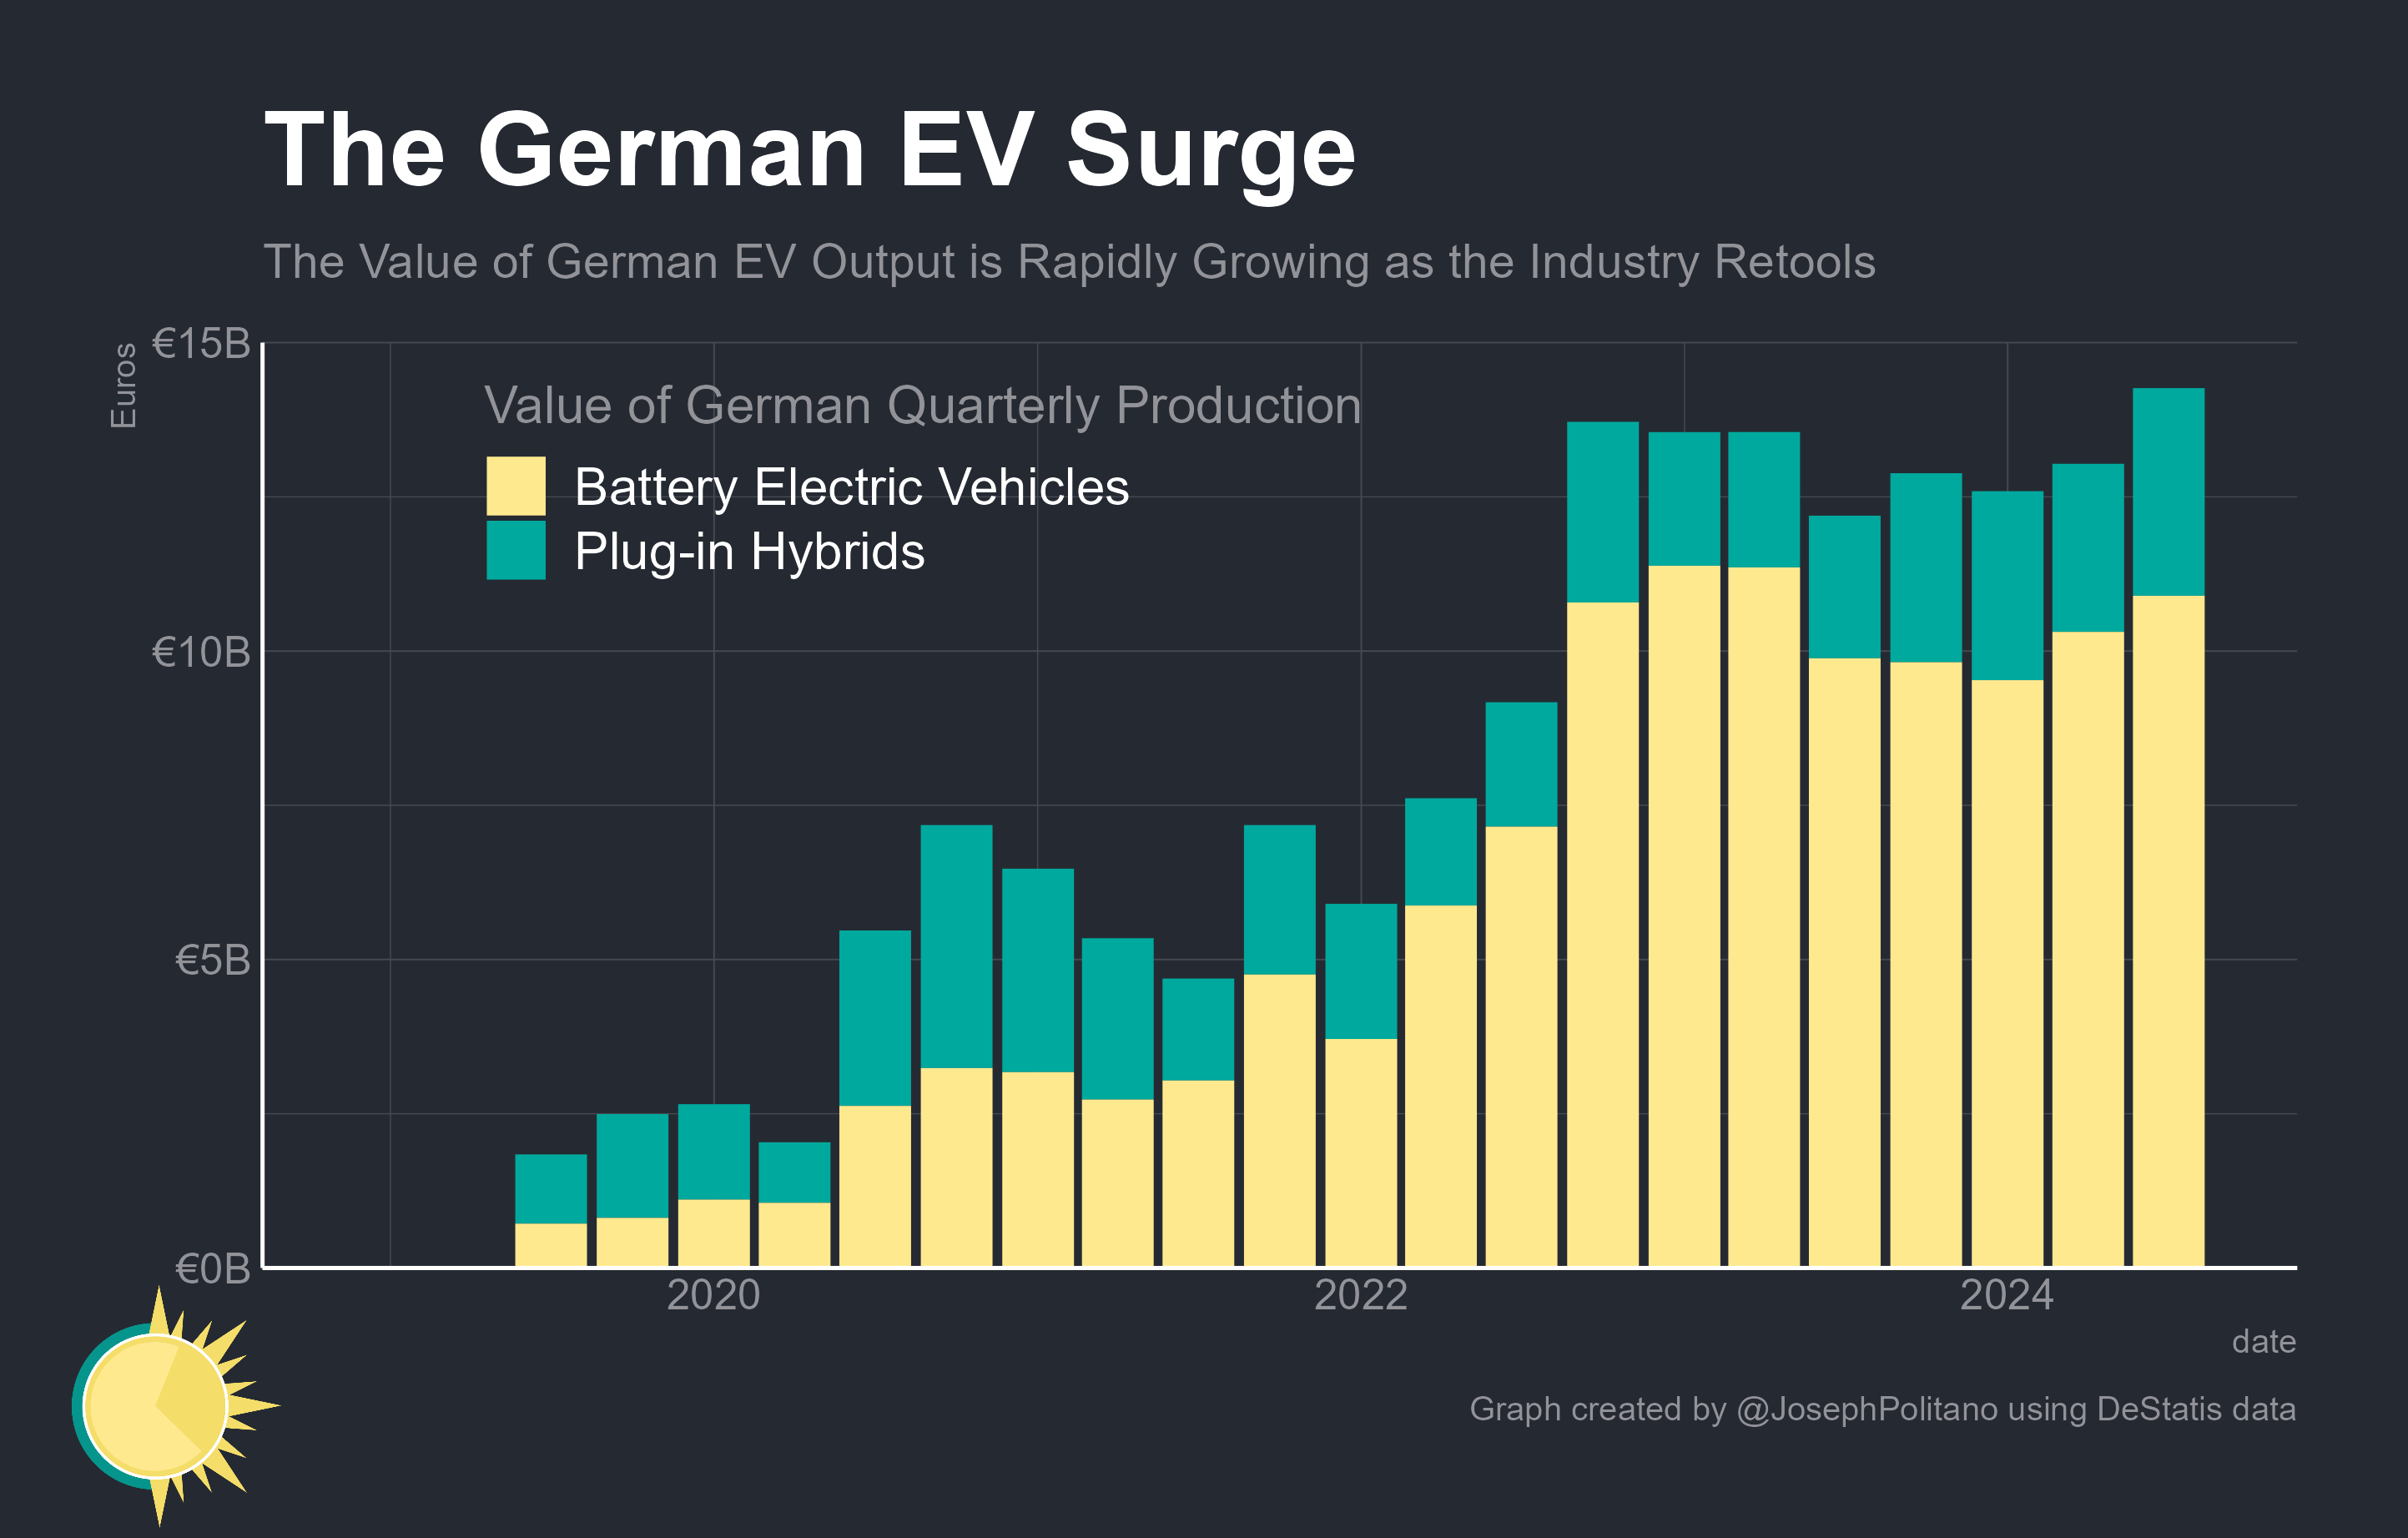 The German EV Surge
The Value of German EV Output is Rapidly Growing as the Industry Retools
Euros
€15B
€10B
€5B
€0B
Value of German Quarterly Production
Battery Electric Vehicles
Plug-in Hybrids
2020
2022
2024
date
Graph created by @JosephPolitano using DeStatis data